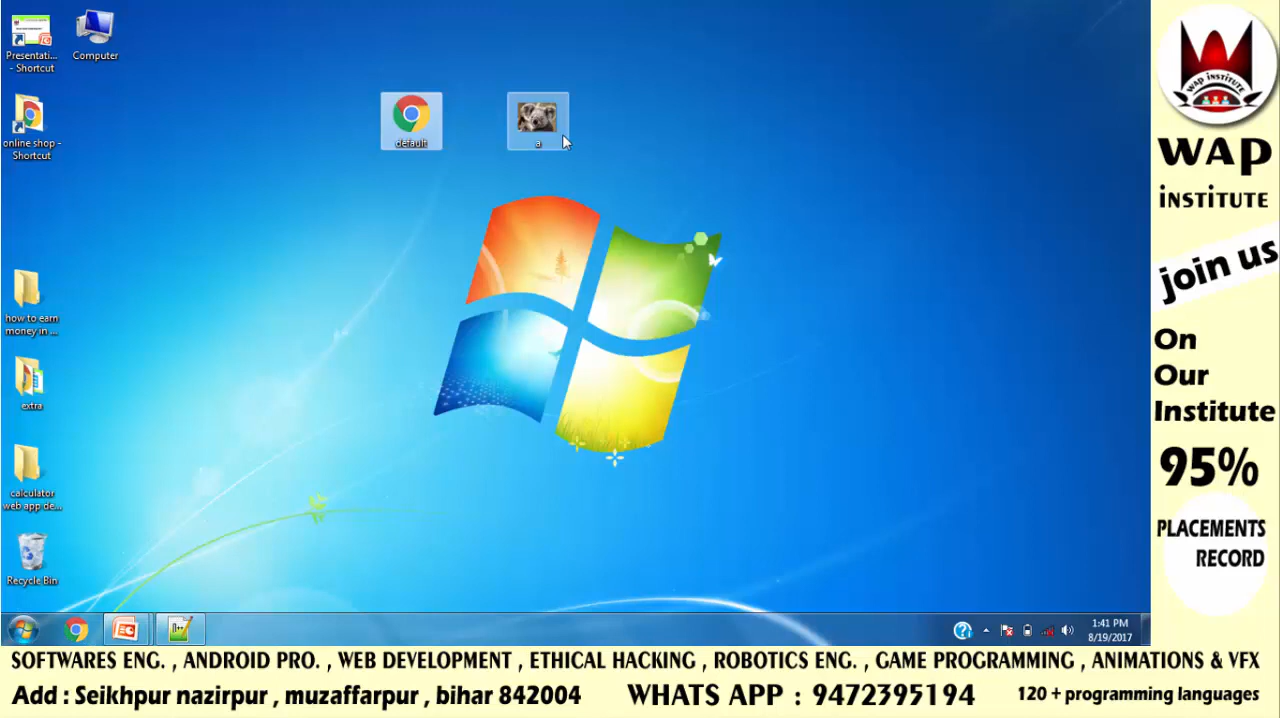 Presentati...
- Shortcut
Computer
online shop -
Shortcut
default
a
how to earn
money in ...
extra
calculator
web app de...
Recycle Bin
1:41 PM
8/19/2017
WAP INSTITUTE
WAP
INSTITUTE
join us
On
Our
Institute
95%
PLACEMENTS
RECORD
SOFTWARES ENG. , ANDROID PRO. , WEB DEVELOPMENT , ETHICAL HACKING , ROBOTICS ENG. , GAME PROGRAMMING , ANIMATIONS & VFX
Add : Seikhpur nazirpur , muzaffarpur , bihar 842004 WHATS APP : 9472395194 120 + programming languages